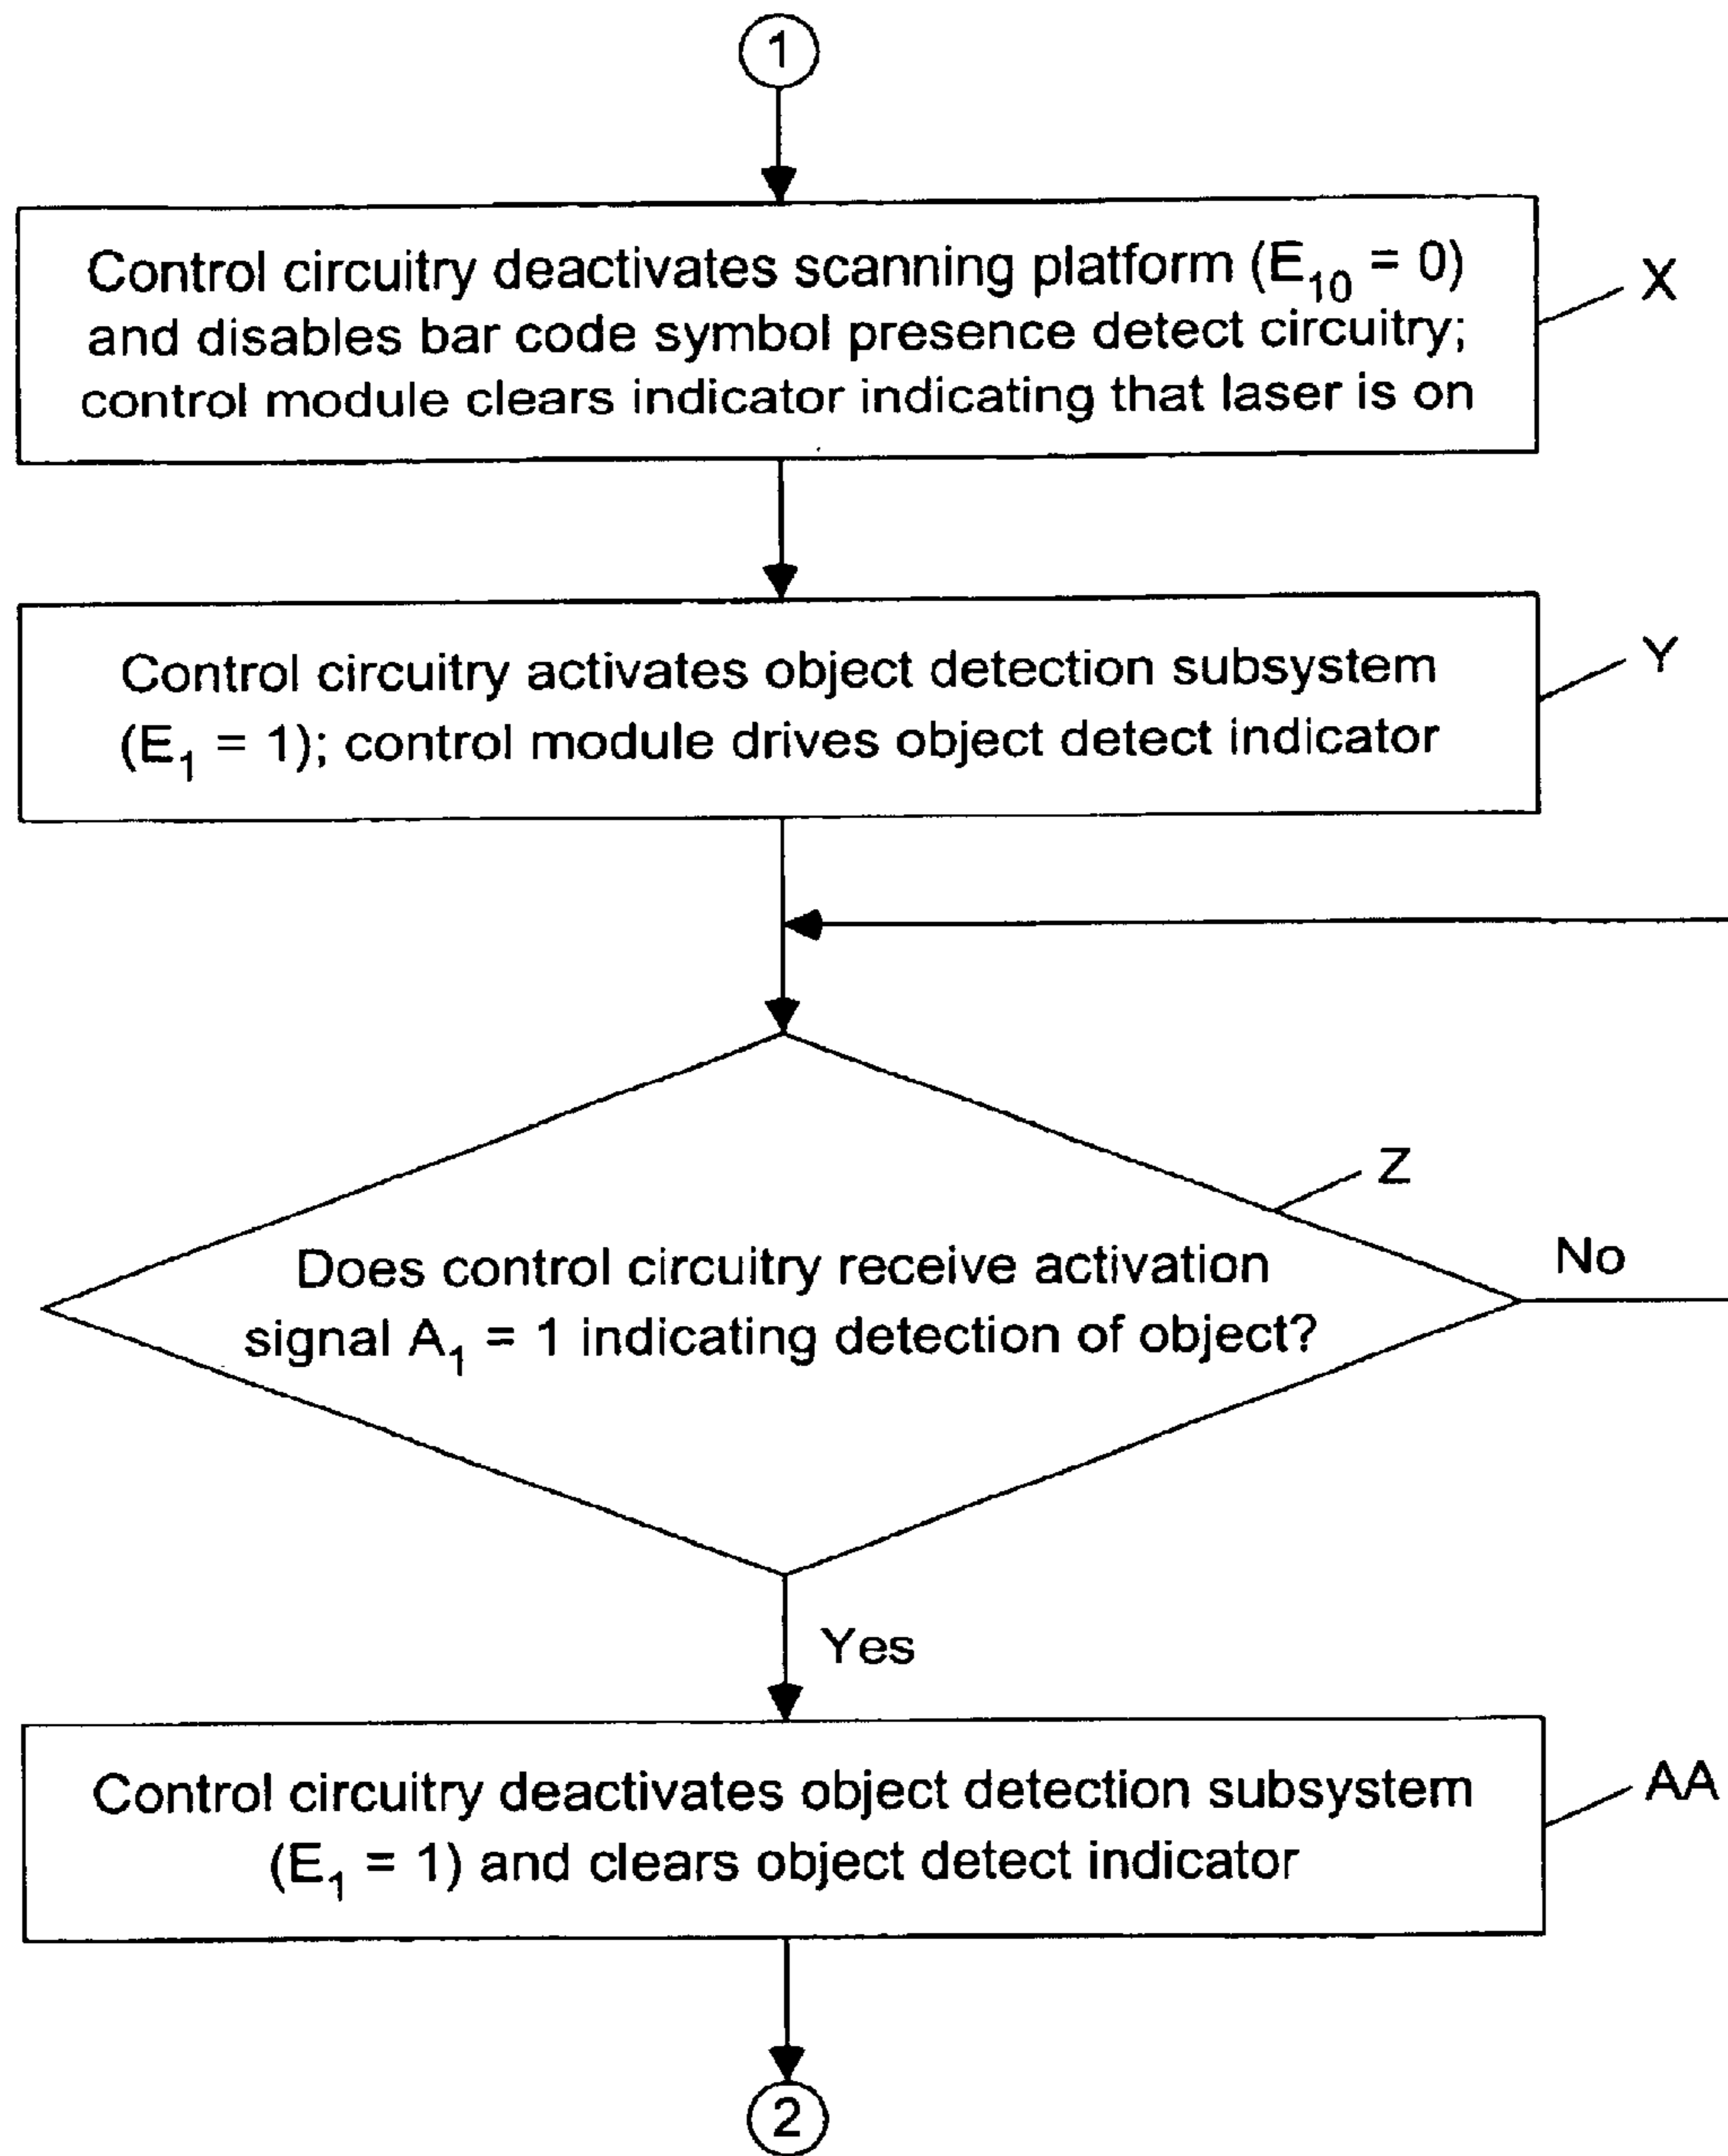 1
Control circuitry deactivates scanning platform (E₁₀ = 0)
and disables bar code symbol presence detect circuitry;
control module clears indicator indicating that laser is on
X
Control circuitry activates object detection subsystem
(E₁ = 1); control module drives object detect indicator
Y
Z
Does control circuitry receive activation
signal A₁ = 1 indicating detection of object?
No
Yes
Control circuitry deactivates object detection subsystem
(E₁ = 1) and clears object detect indicator
AA
2